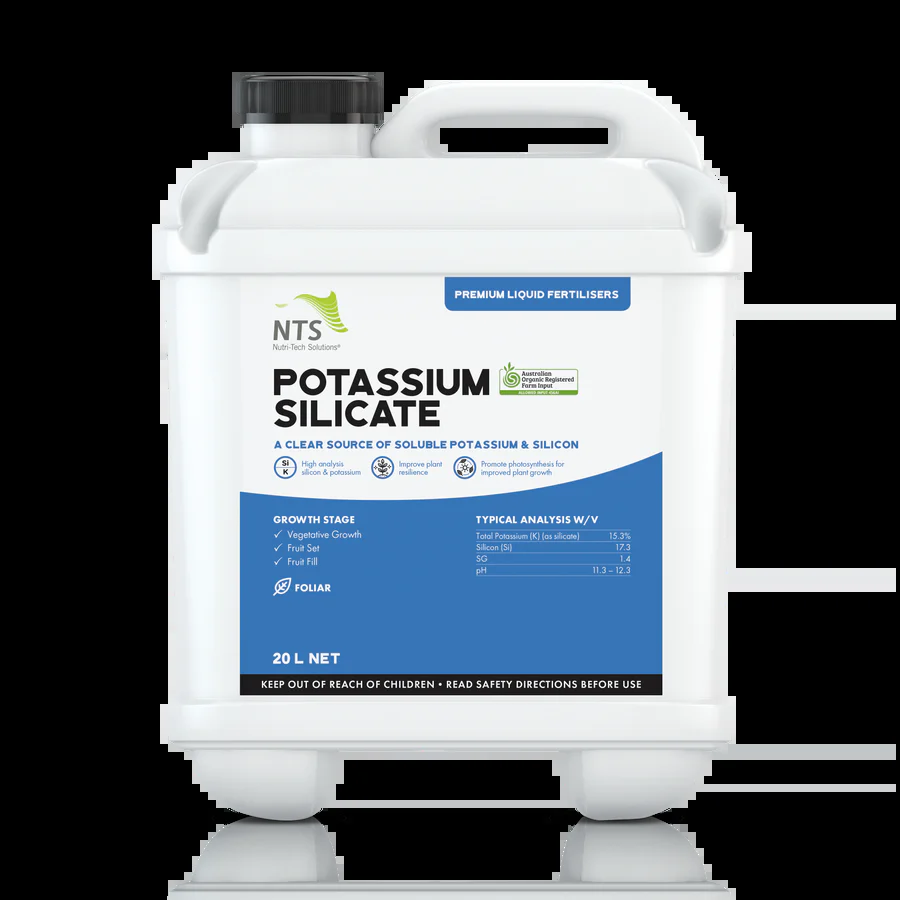 PREMIUM LIQUID FERTILISERS
NTS
Nutri-Tech Solutions®
POTASSIUM
SILICATE
Australian
Organic Registered
Farm Input
A CLEAR SOURCE OF SOLUBLE POTASSIUM & SILICON
Si
K
High analysis
silicon & potassium
Improve plant
resilience
Promote photosynthesis for
improved plant growth
GROWTH STAGE
✓ Vegetative Growth
✓ Fruit Set
✓ Fruit Fill
FOLIAR
TYPICAL ANALYSIS W/V
Total Potassium (K) (as silicate) 15.3%
Silicon (Si) 17.3
SG 1.4
pH 11.3 – 12.3
20 L NET
KEEP OUT OF REACH OF CHILDREN • READ SAFETY DIRECTIONS BEFORE USE